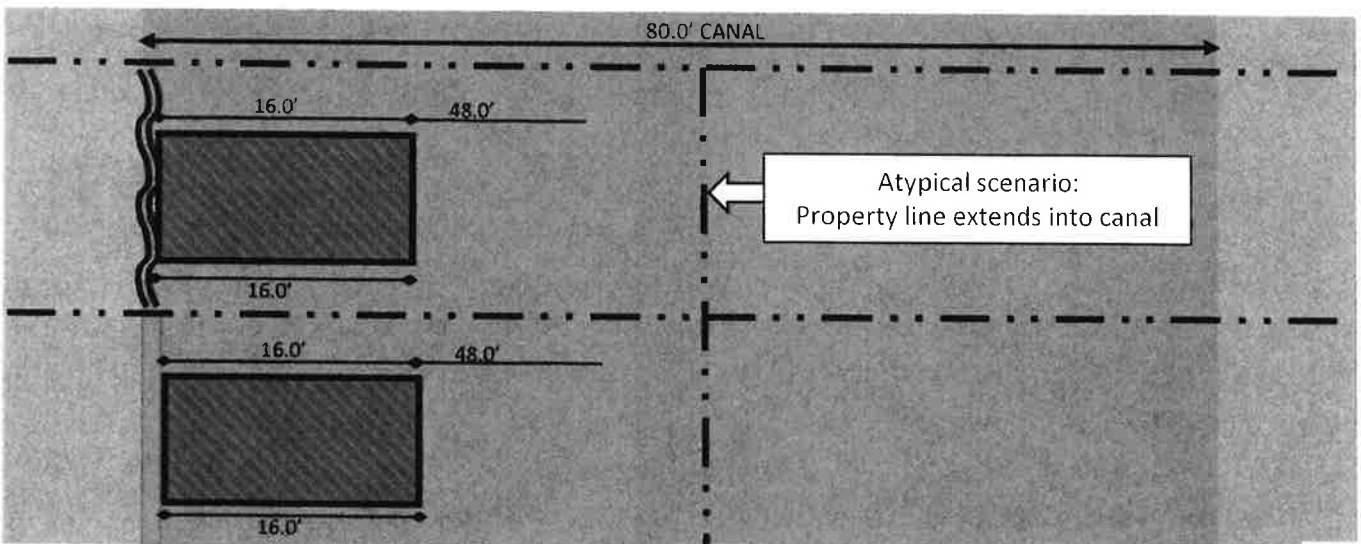 80.0' CANAL
16.0'
48.0'
Atypical scenario:
Property line extends into canal
16.0'
16.0'
48.0'
16.0'